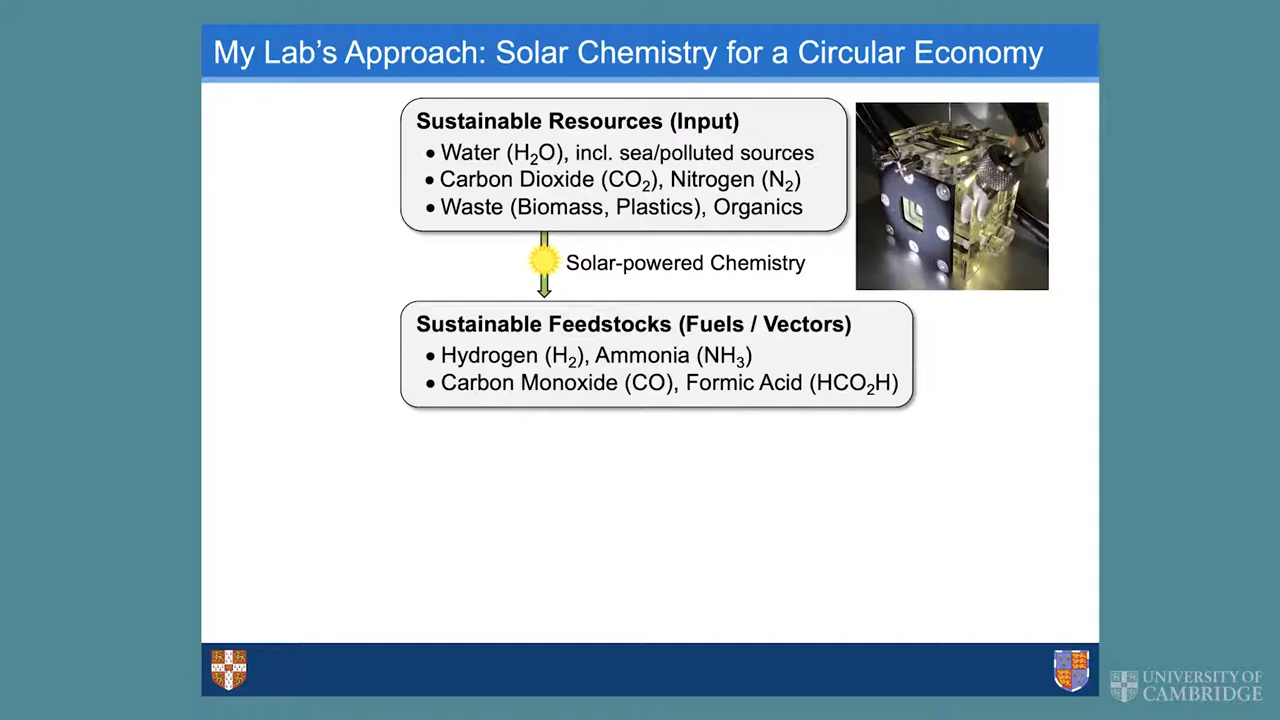 My Lab's Approach: Solar Chemistry for a Circular Economy
Sustainable Resources (Input)
• Water (H₂O), incl. sea/polluted sources
• Carbon Dioxide (CO₂), Nitrogen (N₂)
• Waste (Biomass, Plastics), Organics
Solar-powered Chemistry
Sustainable Feedstocks (Fuels / Vectors)
• Hydrogen (H₂), Ammonia (NH₃)
• Carbon Monoxide (CO), Formic Acid (HCO₂H)
UNIVERSITY OF
CAMBRIDGE